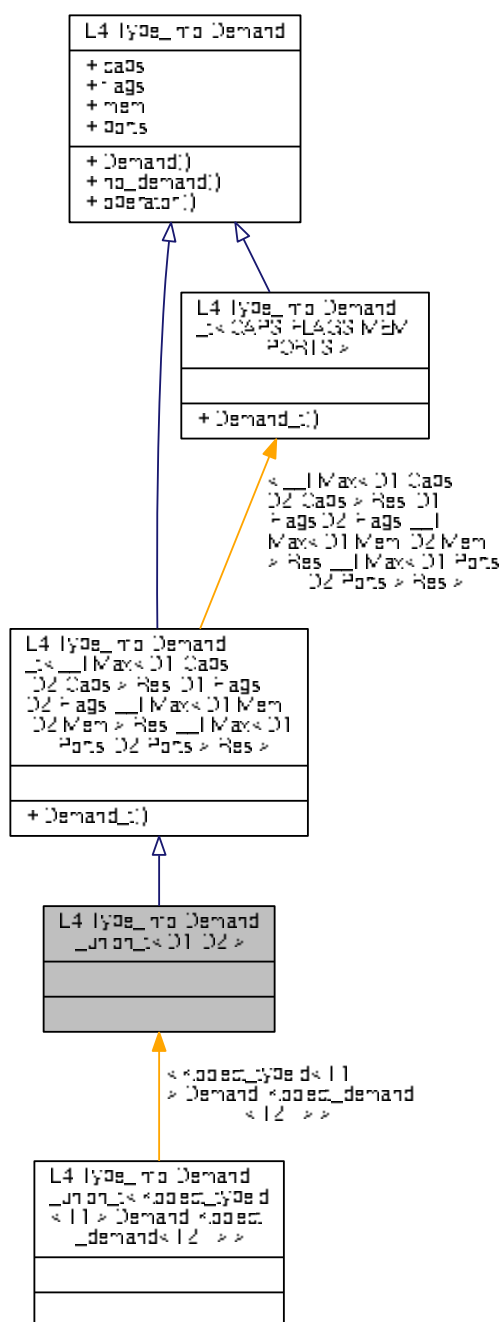 L4 Type_info Demand
+ caps
+ flags
+ mem
+ ports
+ Demand()
+ no_demand()
+ operator()
L4 Type_info Demand
_t< CAPS FLAGS MEM
PORTS >
+ Demand_t()
< __I Max< D1 Caps
D2 Caps > Res D1
Flags D2 Flags __I
Max< D1 Mem D2 Mem
> Res __I Max< D1 Ports
D2 Ports > Res >
L4 Type_info Demand
_t< __I Max< D1 Caps
D2 Caps > Res D1 Flags
D2 Flags __I Max< D1 Mem
D2 Mem > Res __I Max< D1
Ports D2 Ports > Res >
+ Demand_t()
L4 Type_info Demand
_union_t< D1 D2 >
< Kobject_typeid< T1
> Demand Kobject_demand
< T2 > >
L4 Type_info Demand
_union_t< Kobject_typeid
< T1 > Demand Kobject
_demand< T2 > >